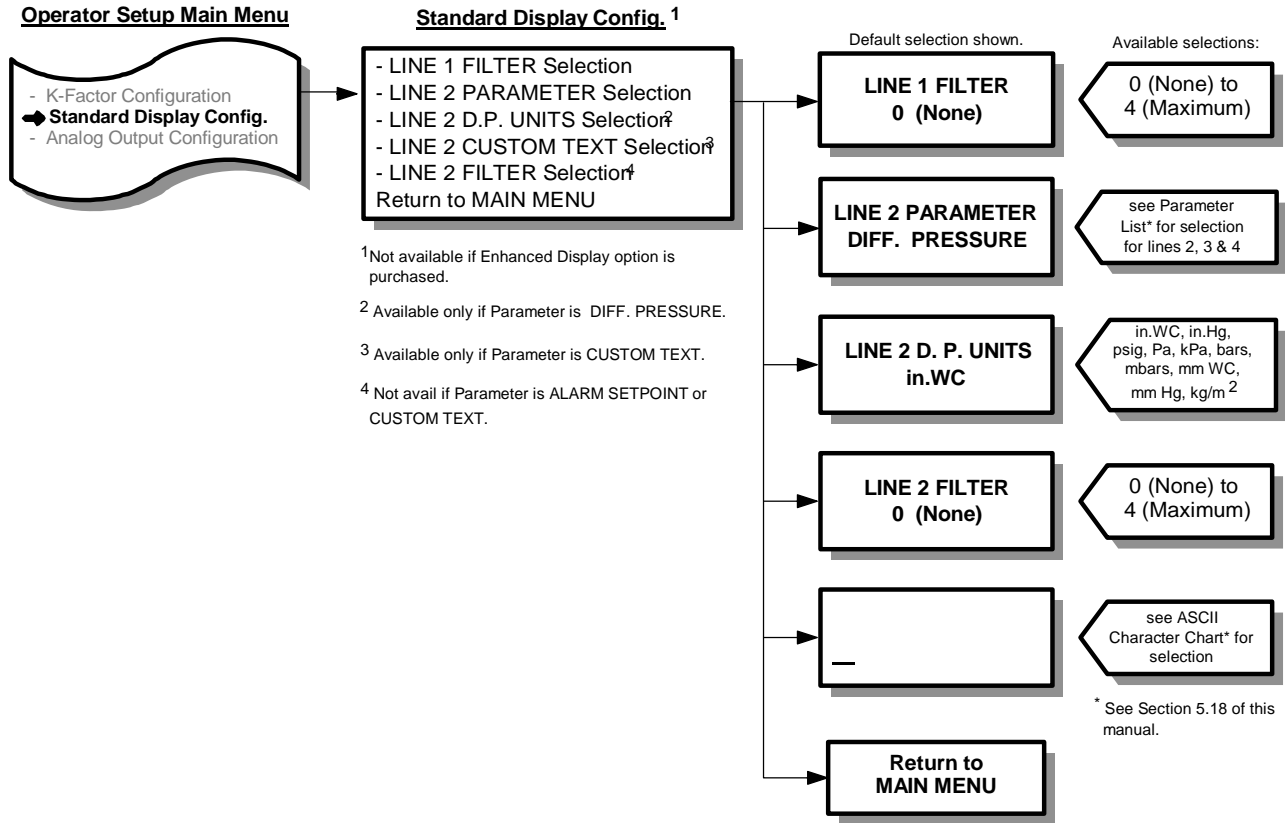 Operator Setup Main Menu
- K-Factor Configuration
Standard Display Config.
- Analog Output Configuration
Standard Display Config. 1
- LINE 1 FILTER Selection
- LINE 2 PARAMETER Selection
- LINE 2 D.P. UNITS Selection2
- LINE 2 CUSTOM TEXT Selection3
- LINE 2 FILTER Selection4
Return to MAIN MENU
1Not available if Enhanced Display option is
purchased.
2 Available only if Parameter is DIFF. PRESSURE.
3 Available only if Parameter is CUSTOM TEXT.
4 Not avail if Parameter is ALARM SETPOINT or
CUSTOM TEXT.
Default selection shown.
Available selections:
LINE 1 FILTER
0 (None)
0 (None) to
4 (Maximum)
LINE 2 PARAMETER
DIFF. PRESSURE
see Parameter
List* for selection
for lines 2, 3 & 4
LINE 2 D. P. UNITS
in.WC
in.WC, in.Hg,
psig, Pa, kPa, bars,
mbars, mm WC,
mm Hg, kg/m 2
LINE 2 FILTER
0 (None)
0 (None) to
4 (Maximum)
see ASCII
Character Chart* for
selection
* See Section 5.18 of this
manual.
Return to
MAIN MENU